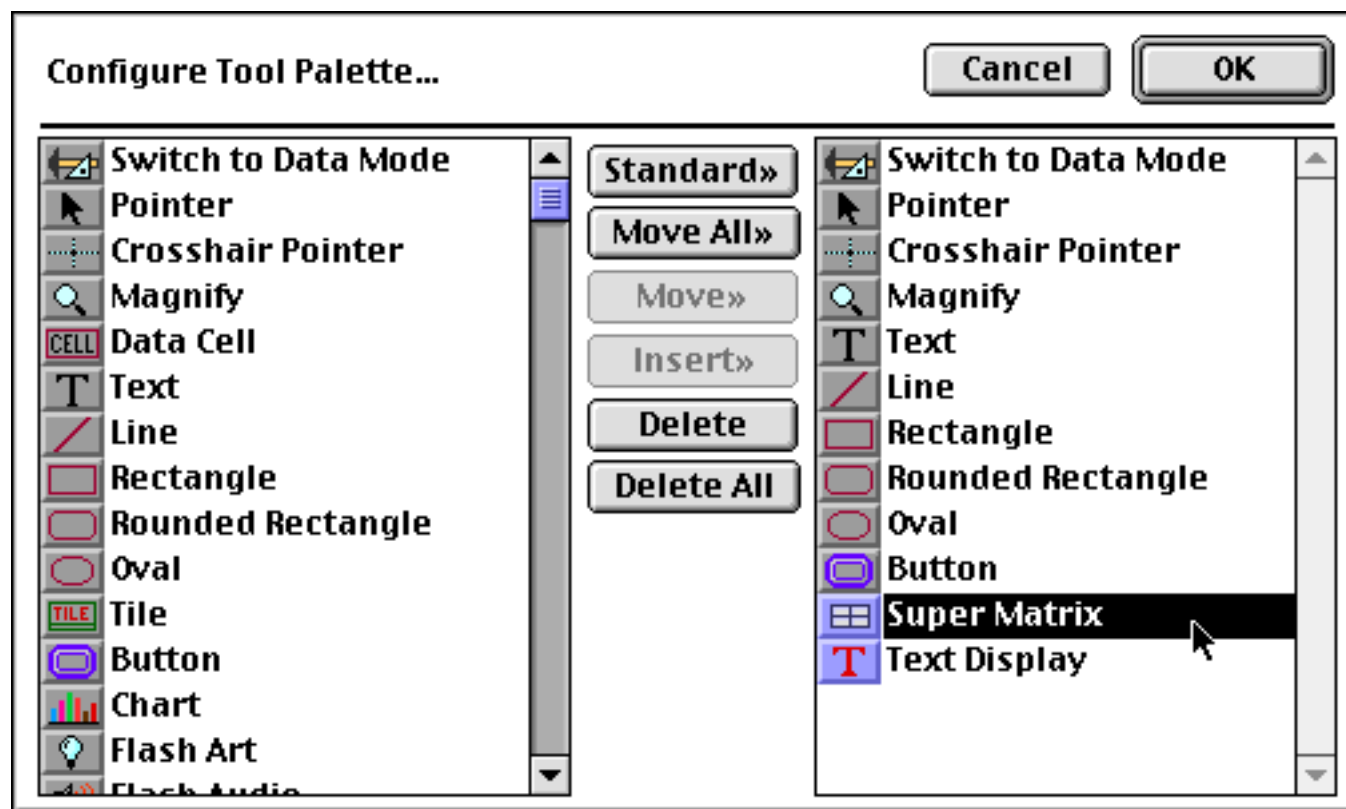 Configure Tool Palette...
Cancel
OK
Switch to Data Mode
Pointer
Crosshair Pointer
Magnify
CELL Data Cell
T Text
Line
Rectangle
Rounded Rectangle
Oval
TILE Tile
Button
Chart
Flash Art
Flash Audio
Standard»
Move All»
Move»
Insert»
Delete
Delete All
Switch to Data Mode
Pointer
Crosshair Pointer
Magnify
T Text
Line
Rectangle
Rounded Rectangle
Oval
Button
Super Matrix
T Text Display